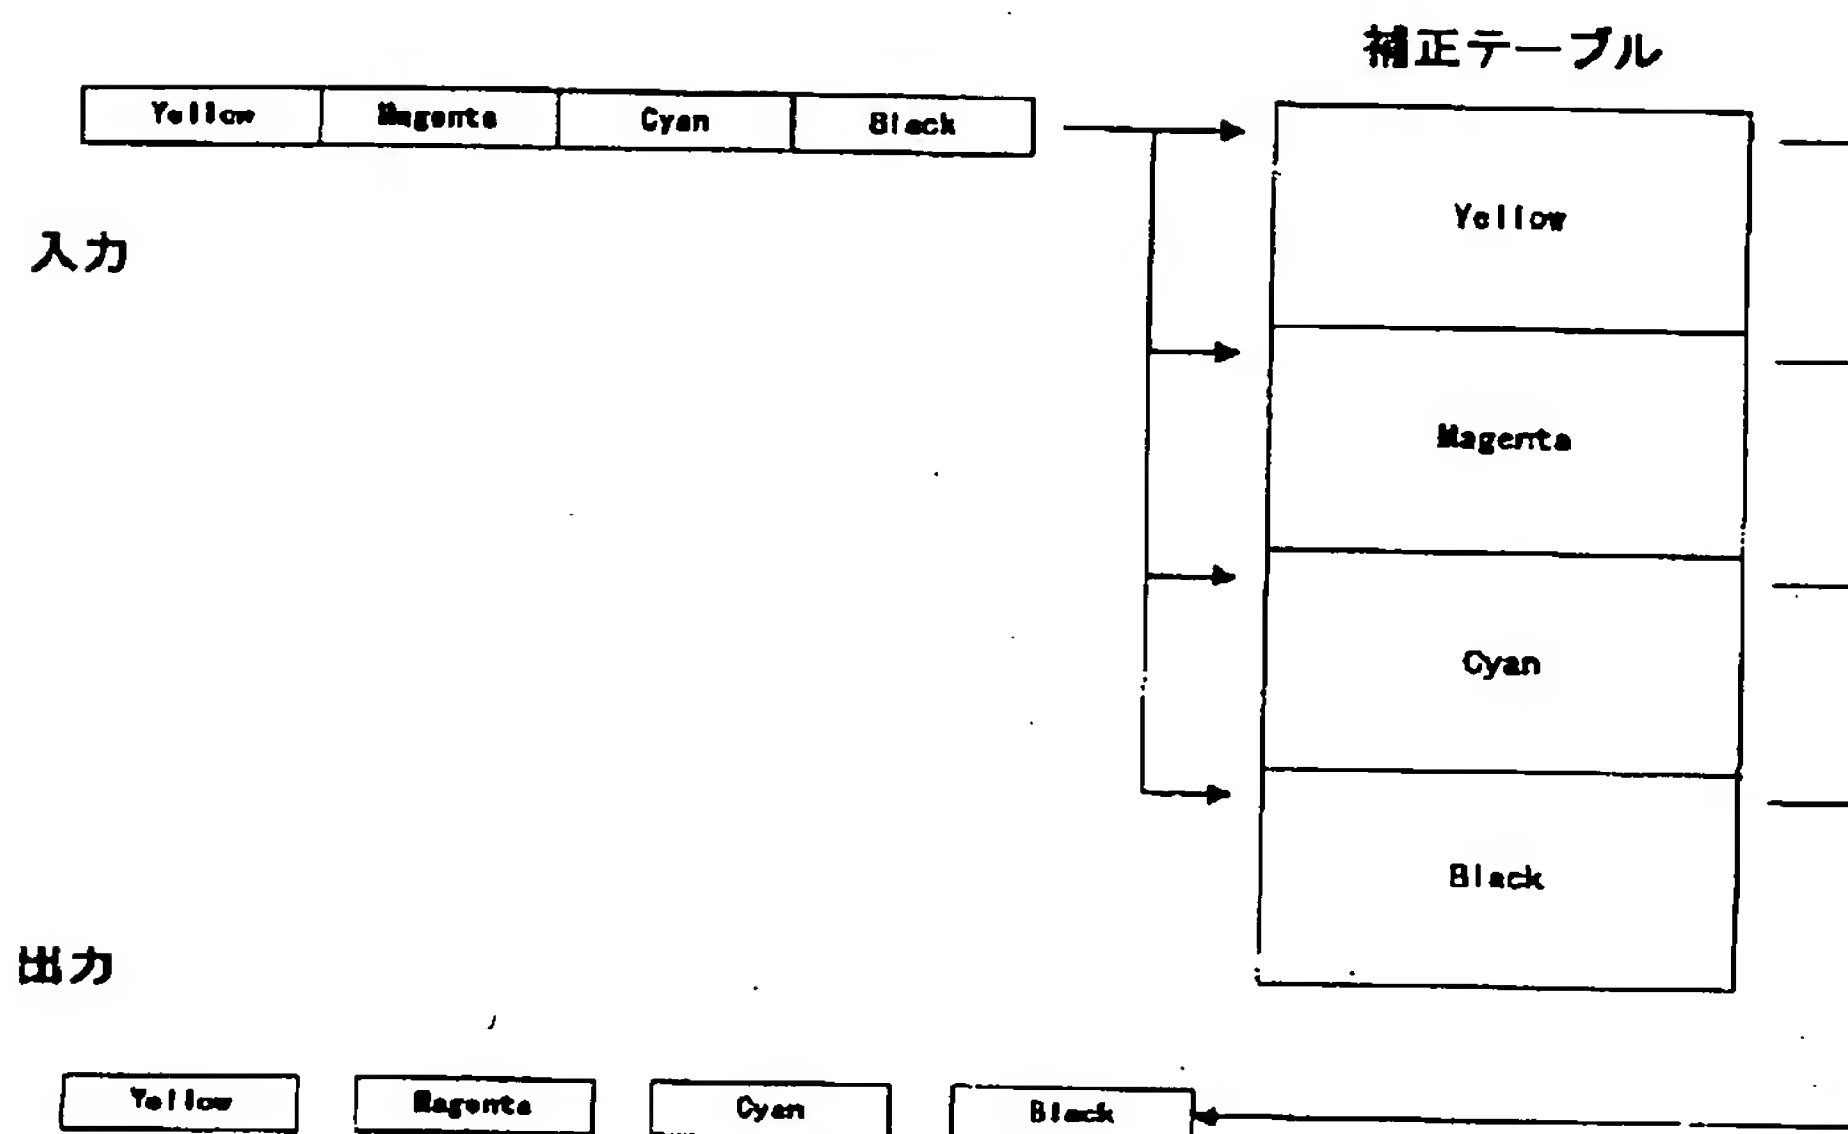 補正テーブル
Yellow Magenta Cyan Black
入力
Yellow
Magenta
Cyan
Black
出力
Yellow Magenta Cyan Black